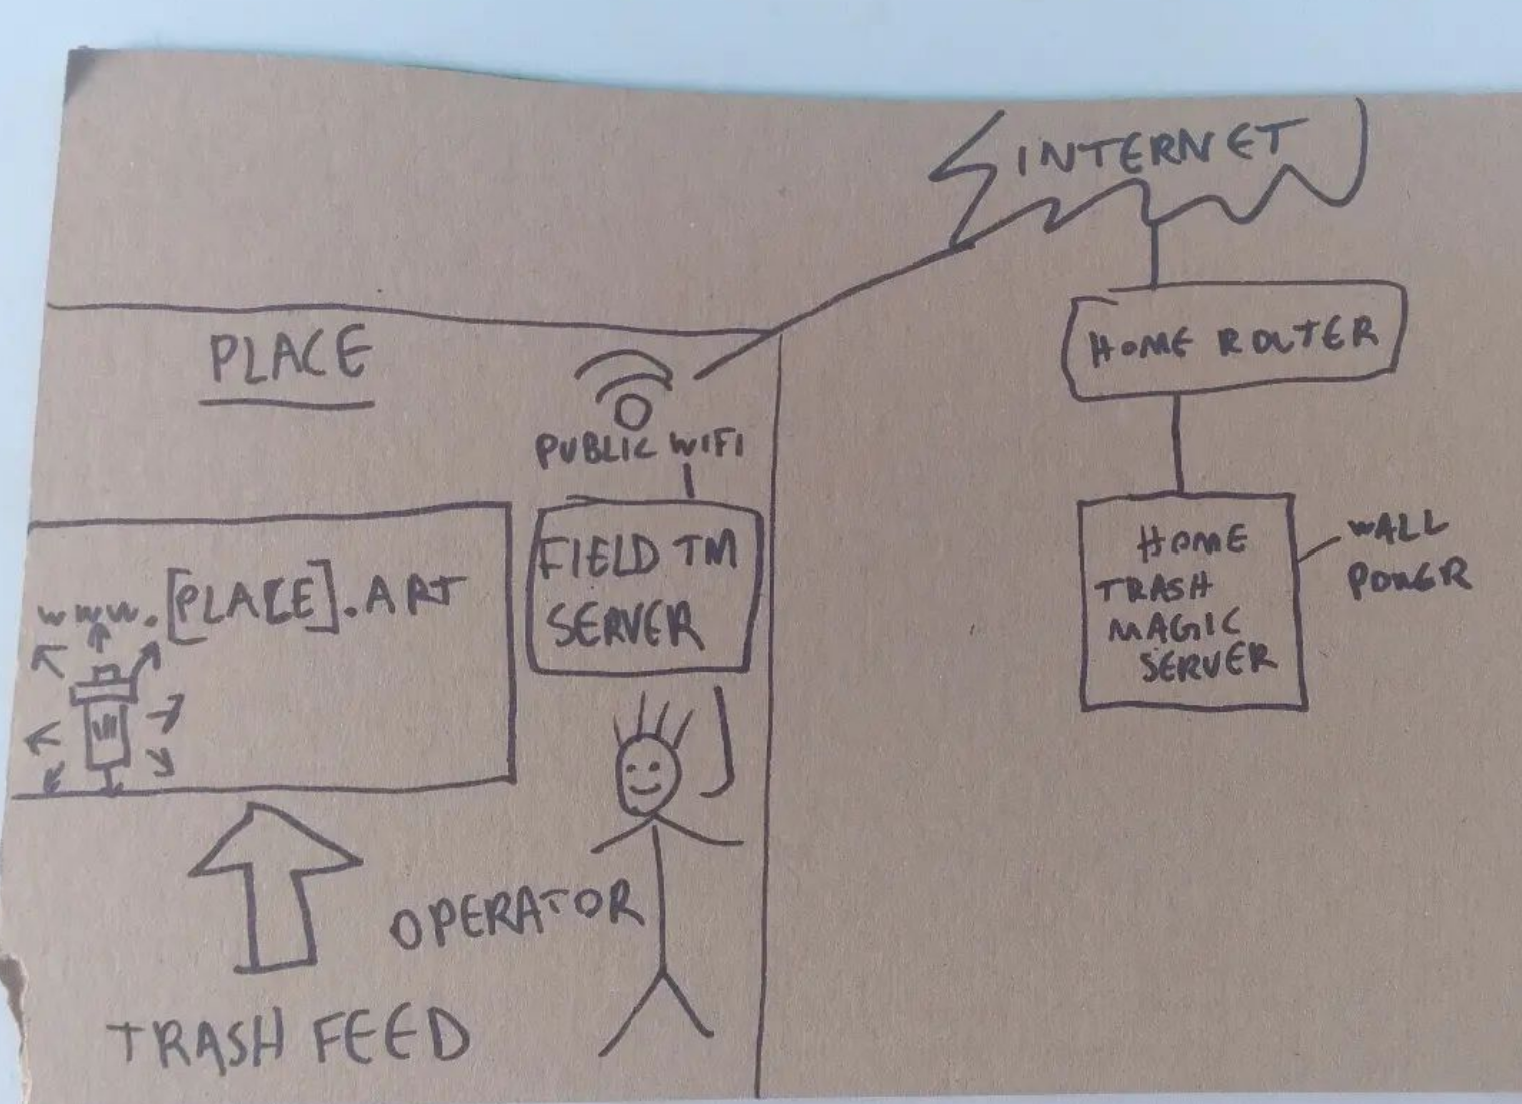 INTERNET
PLACE
HOME ROUTER
PUBLIC WIFI
www.[PLACE].ART
FIELD TM
SERVER
HOME
TRASH
MAGIC
SERVER
WALL
POWER
OPERATOR
TRASH FEED